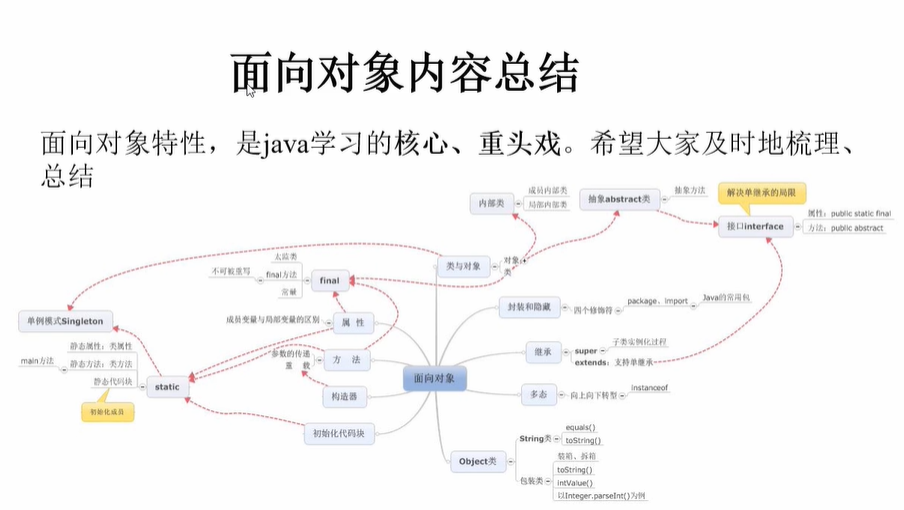 面向对象内容总结
面向对象特性，是java学习的核心、重头戏。希望大家及时地梳理、
总结
内部类
成员内部类
局部内部类
抽象abstract类
抽象方法
解决单继承的局限
接口interface
属性：public static final
方法：public abstract
类与对象
对象
类
太监类
不可被重写
final方法
常量
final
单例模式Singleton
成员变量与局部变量的区别
属 性
参数的传递
重 载
方 法
构造器
初始化代码块
静态属性：类属性
main方法
静态方法：类方法
静态代码块
static
初始化成员
面向对象
封装和隐藏
四个修饰符
package、import
Java的常用包
继承
super
子类实例化过程
extends：支持单继承
多态
向上向下转型
instanceof
Object类
String类
equals()
toString()
包装类
装箱、拆箱
toString()
intValue()
以Integer.parseInt()为例